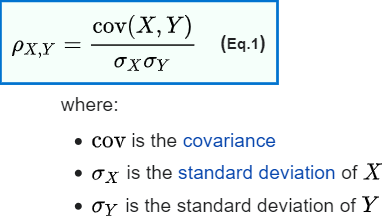 ρX,Y = cov(X, Y) / σXσY (Eq.1)
where:
• cov is the covariance
• σX is the standard deviation of X
• σY is the standard deviation of Y